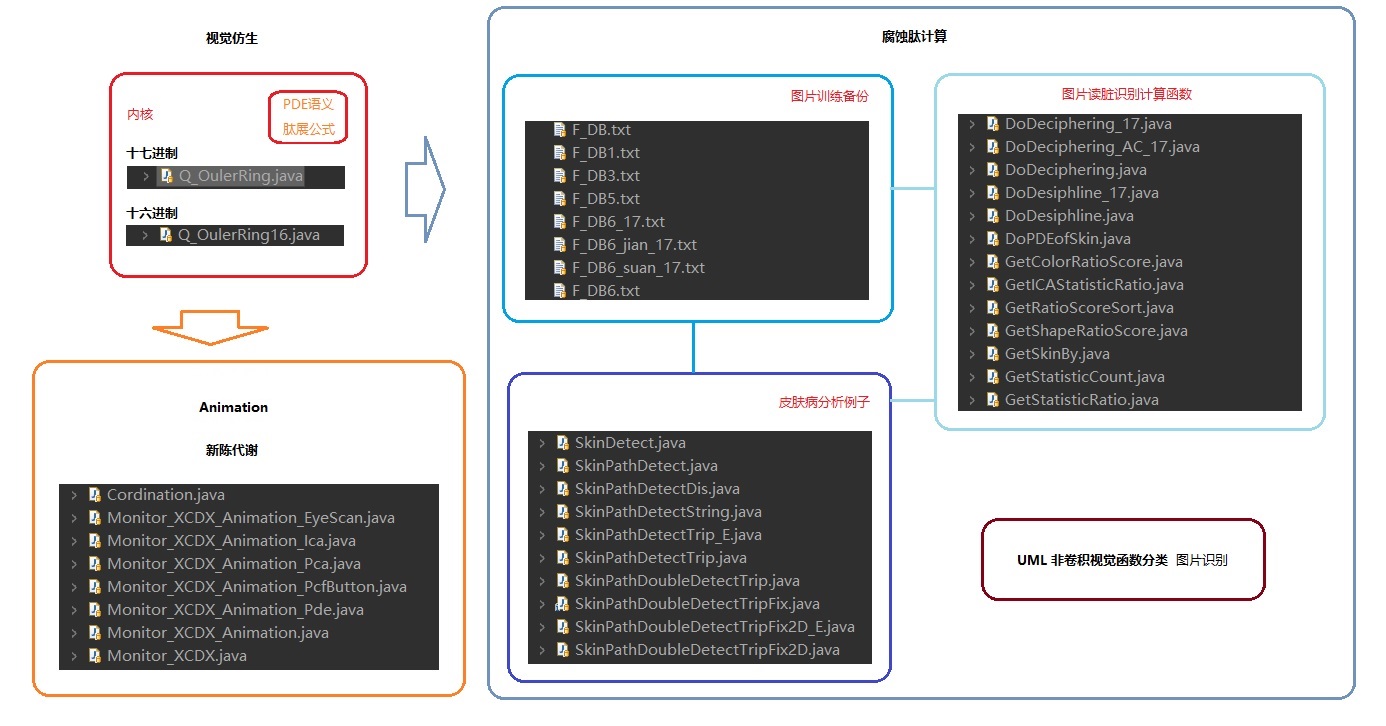 视觉仿生
内核
PDE语义
肽展公式
十七进制
Q_OulerRing.java
十六进制
Q_OulerRing16.java
Animation
新陈代谢
Cordination.java
Monitor_XCDX_Animation_EyeScan.java
Monitor_XCDX_Animation_Ica.java
Monitor_XCDX_Animation_Pca.java
Monitor_XCDX_Animation_PcfButton.java
Monitor_XCDX_Animation_Pde.java
Monitor_XCDX_Animation.java
Monitor_XCDX.java
腐蚀肽计算
图片训练备份
F_DB.txt
F_DB1.txt
F_DB3.txt
F_DB5.txt
F_DB6_17.txt
F_DB6_jian_17.txt
F_DB6_suan_17.txt
F_DB6.txt
图片读脏识别计算函数
DoDeciphering_17.java
DoDeciphering_AC_17.java
DoDeciphering.java
DoDesiphline_17.java
DoDesiphline.java
DoPDEofSkin.java
GetColorRatioScore.java
GetICAStatisticRatio.java
GetRatioScoreSort.java
GetShapeRatioScore.java
GetSkinBy.java
GetStatisticCount.java
GetStatisticRatio.java
皮肤病分析例子
SkinDetect.java
SkinPathDetect.java
SkinPathDetectDis.java
SkinPathDetectString.java
SkinPathDetectTrip_E.java
SkinPathDetectTrip.java
SkinPathDoubleDetectTrip.java
SkinPathDoubleDetectTripFix.java
SkinPathDoubleDetectTripFix2D_E.java
SkinPathDoubleDetectTripFix2D.java
UML 非卷积视觉函数分类 图片识别